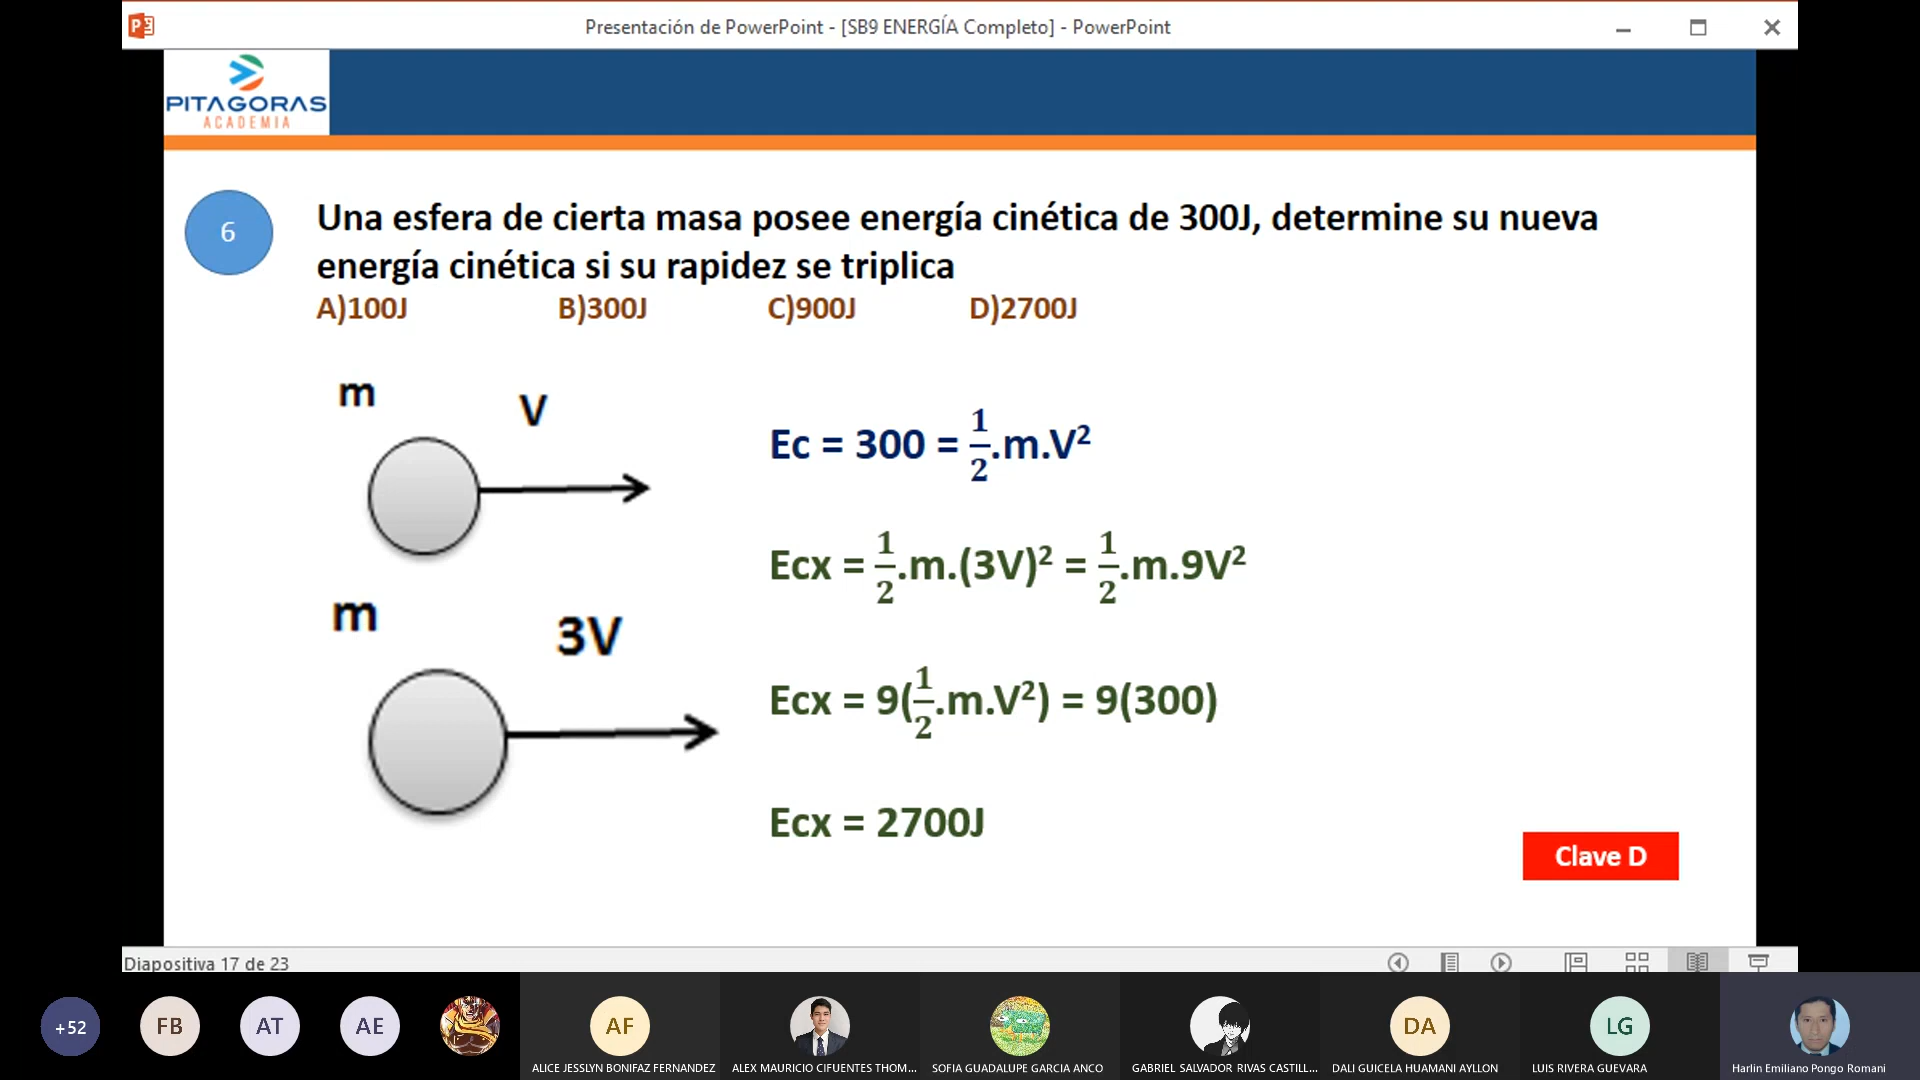 Presentación de PowerPoint - [SB9 ENERGÍA Completo] - PowerPoint
PITAGORAS
ACADEMIA
6
Una esfera de cierta masa posee energía cinética de 300J, determine su nueva
energía cinética si su rapidez se triplica
A)100J B)300J C)900J D)2700J
m
V
Ec = 300 = 1/2.m.V²
Ecx = 1/2.m.(3V)² = 1/2.m.9V²
m
3V
Ecx = 9(1/2.m.V²) = 9(300)
Ecx = 2700J
Clave D
Diapositiva 17 de 23
+52
FB
AT
AE
AF
DA
LG
ALICE JESSLYN BONIFAZ FERNANDEZ
ALEX MAURICIO CIFUENTES THOM...
SOFIA GUADALUPE GARCIA ANCO
GABRIEL SALVADOR RIVAS CASTILL...
DALI GUICELA HUAMANI AYLLON
LUIS RIVERA GUEVARA
Harlin Emiliano Pongo Romani